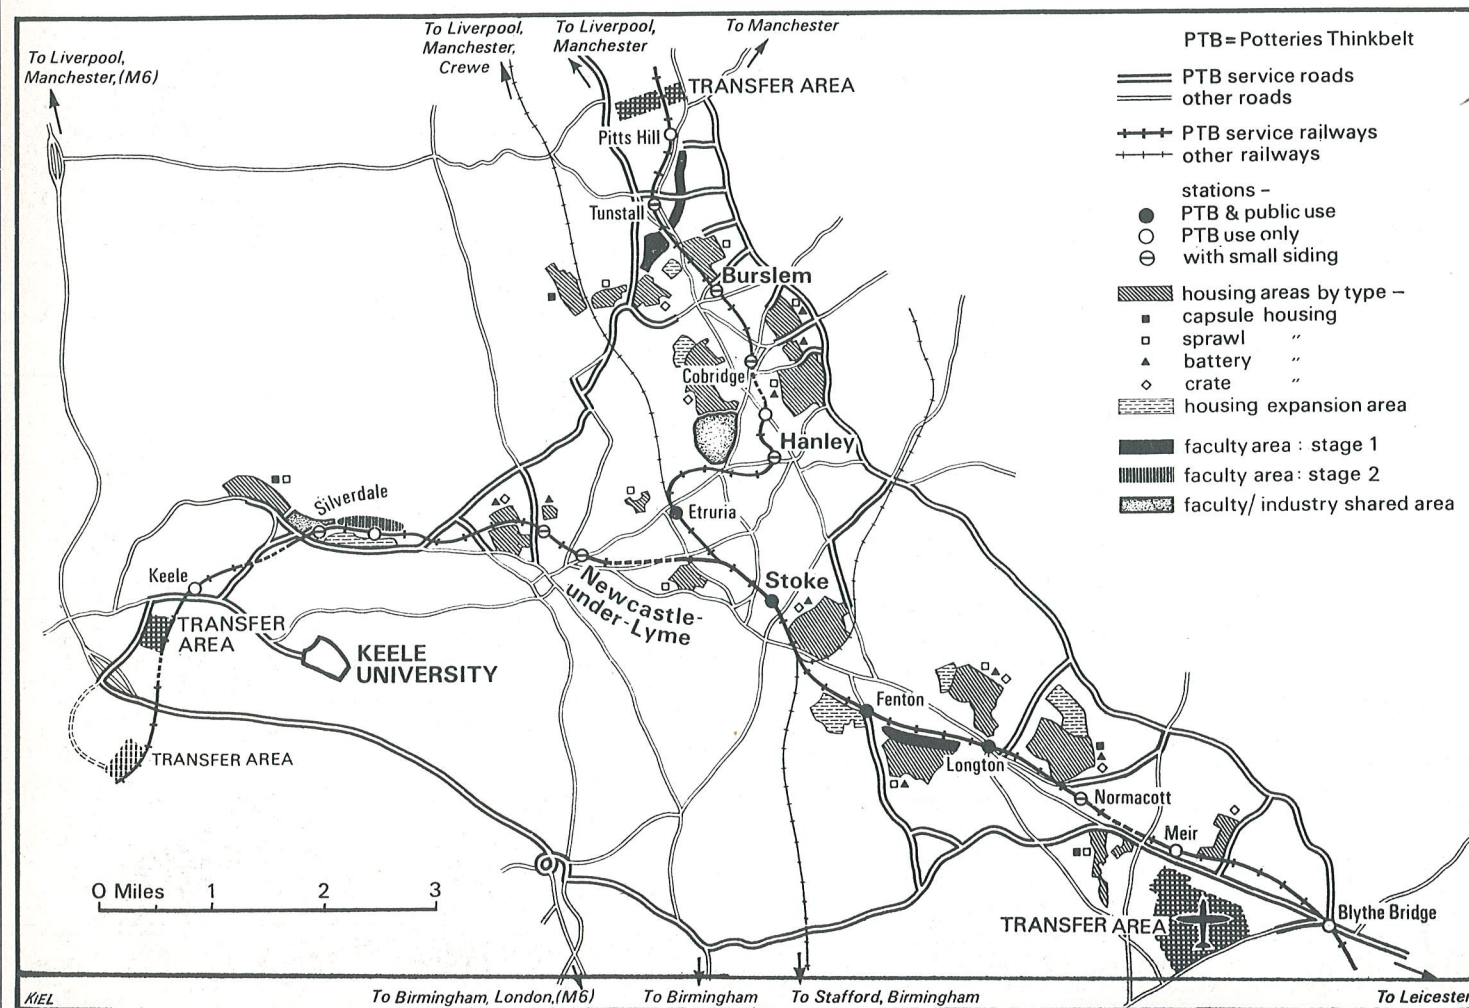 To Liverpool,
Manchester,(M6)
To Liverpool,
Manchester,
Crewe
To Liverpool,
Manchester
To Manchester
TRANSFER AREA
Pitts Hill
Tunstall
Burslem
Cobridge
Hanley
Silverdale
Etruria
Keele
TRANSFER
AREA
KEELE
UNIVERSITY
Newcastle-
under-Lyme
Stoke
TRANSFER AREA
Fenton
Longton
Normacott
Meir
TRANSFER AREA
Blythe Bridge
0 Miles 1 2 3
PTB=Potteries Thinkbelt
PTB service roads
other roads
PTB service railways
other railways
stations -
PTB & public use
PTB use only
with small siding
housing areas by type -
capsule housing
sprawl "
battery "
crate "
housing expansion area
faculty area : stage 1
faculty area : stage 2
faculty/ industry shared area
KIEL
To Birmingham, London,(M6)
To Birmingham
To Stafford, Birmingham
To Leicester